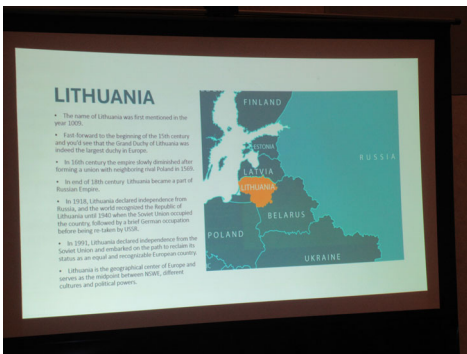 LITHUANIA
• The name of Lithuania was first mentioned in the
year 1009.
• Fast-forward to the beginning of the 15th century
and you'd see that the Grand Duchy of Lithuania was
indeed the largest duchy in Europe.
• In 16th century the empire slowly diminished after
forming a union with neighboring rival Poland in 1569.
• In end of 18th century Lithuania became a part of
Russian Empire.
• In 1918, Lithuania declared independence from
Russia, and the world recognized the Republic of
Lithuania until 1940 when the Soviet Union occupied
the country, followed by a brief German occupation
before being re-taken by USSR.
• In 1991, Lithuania declared independence from the
Soviet Union and embarked on the path to reclaim its
status as an equal and recognizable European country.
• Lithuania is the geographical center of Europe and
serves as the midpoint between NSWE, different
cultures and political powers.
FINLAND
ESTONIA
RUSSIA
LATVIA
LITHUANIA
BELARUS
POLAND
UKRAINE